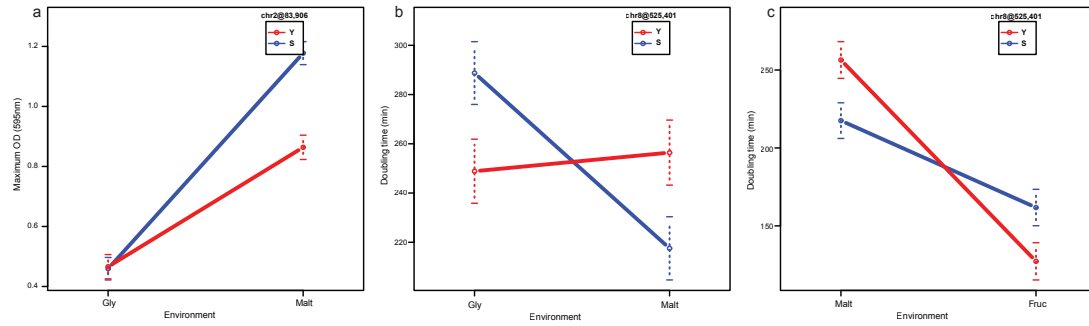 a
chr2@83,906
Y
S
Maximum OD (595nm)
1.2
1.0
0.8
0.6
0.4
Gly
Malt
Environment
b
chr8@525,401
Y
S
Doubling time (min)
300
280
260
240
220
Gly
Malt
Environment
c
chr8@525,401
Y
S
Doubling time (min)
250
200
150
Malt
Fruc
Environment